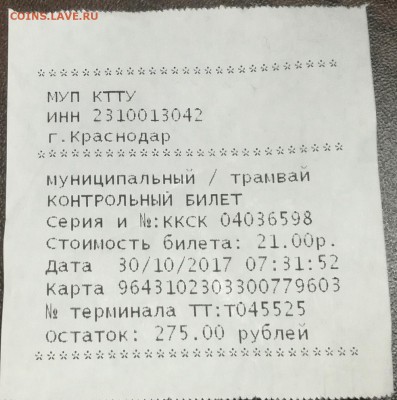 COINS.LAVE.RU
*****************************
МУП КТТУ
ИНН 2310013042
г.Краснодар
*****************************
муниципальный / трамвай
КОНТРОЛЬНЫЙ БИЛЕТ
Серия и №:ККСК 04036598
Стоимость билета: 21.00р.
Дата 30/10/2017 07:31:52
Карта 9643102303300779603
№ терминала ТТ:Т045525
Остаток: 275.00 рублей
*****************************